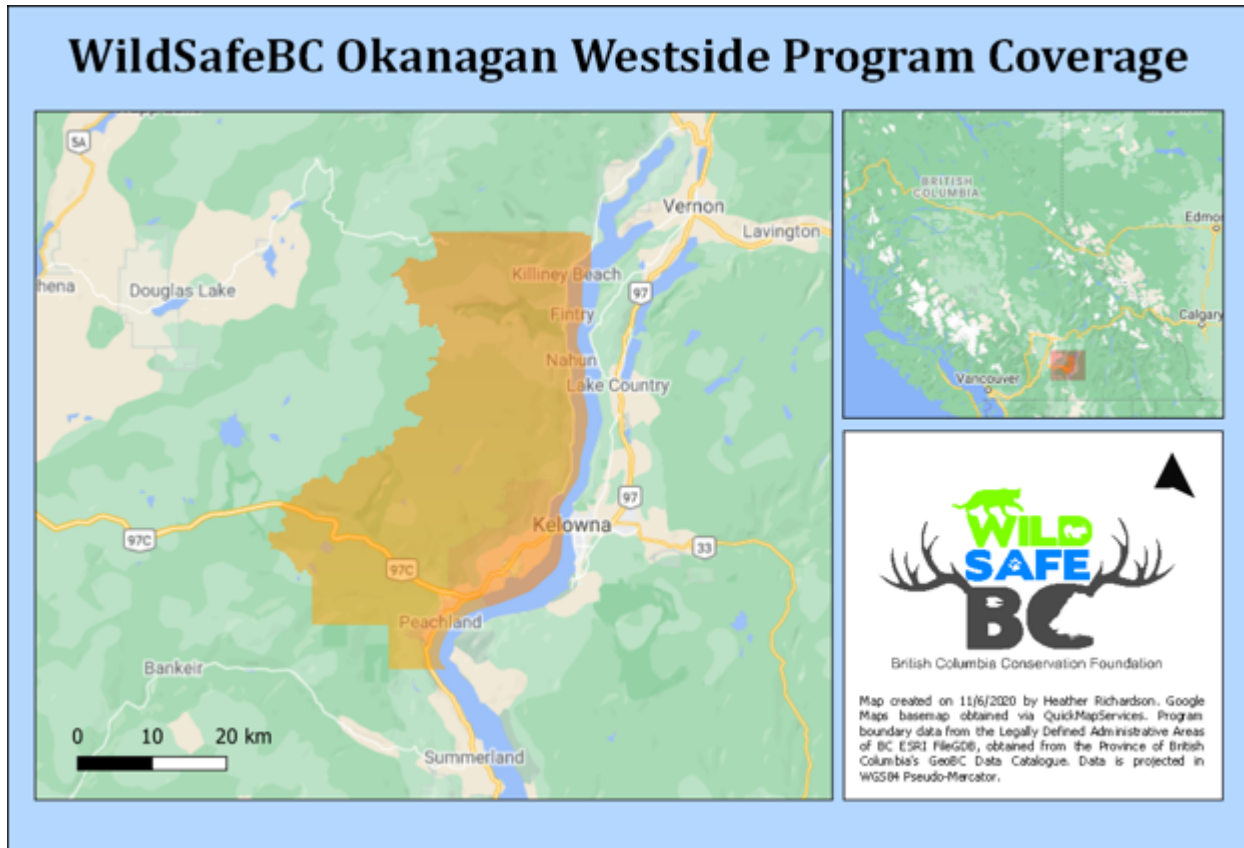 WildSafeBC Okanagan Westside Program Coverage
5A
Vernon
Lavington
Killiney Beach
97
hena
Douglas Lake
Fintry
Nahun
Lake Country
97
Kelowna
97C
33
97C
Peachland
Bankeir
0 10 20 km
Summerland
BRITISH
COLUMBIA
Edmo
Calgary
Vancouver
WILD
SAFE
BC
British Columbia Conservation Foundation
Map created on 11/6/2020 by Heather Richardson. Google
Maps basemap obtained via QuickMapServices. Program
boundary data from the Legally Defined Administrative Areas
of BC ESRI FileGDB, obtained from the Province of British
Columbia's GeoBC Data Catalogue. Data is projected in
WGS84 Pseudo-Mercator.